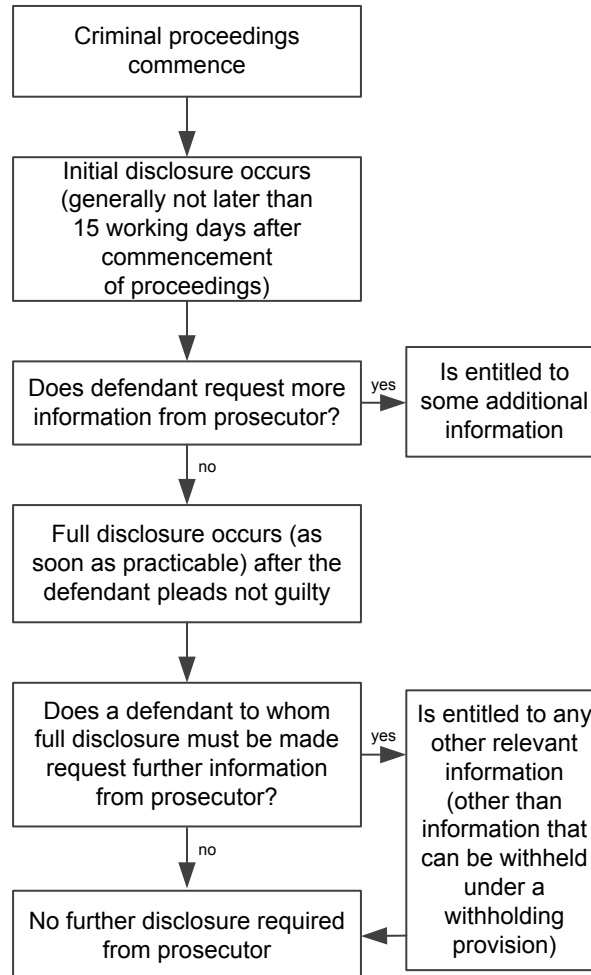 Criminal proceedings
commence
Initial disclosure occurs
(generally not later than
15 working days after
commencement
of proceedings)
Does defendant request more
information from prosecutor?
yes
Is entitled to
some additional
information
no
Full disclosure occurs (as
soon as practicable) after the
defendant pleads not guilty
Does a defendant to whom
full disclosure must be made
request further information
from prosecutor?
yes
Is entitled to any
other relevant
information
(other than
information that
can be withheld
under a
withholding
provision)
no
No further disclosure required
from prosecutor